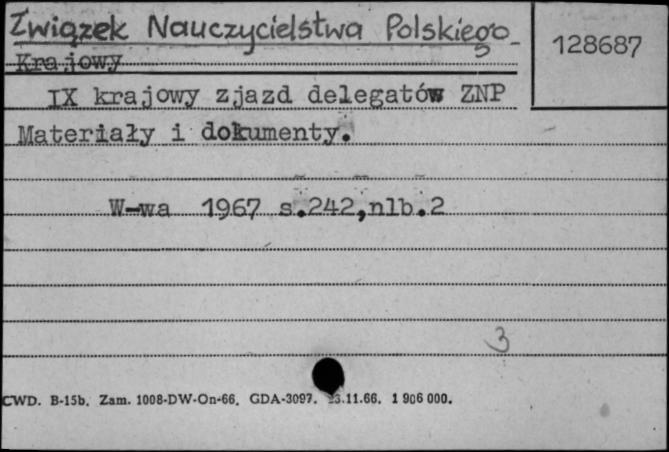 Związek Nauczycielstwa Polskiego
128687
Krajowy
IX krajowy zjazd delegatów ZNP
Materiały i dokumenty.
W-wa 1967 s.242,nlb.2
3
CWD. B-15b. Zam. 1008-DW-On-66. GDA-3097. 23.11.66. 1 906 000.